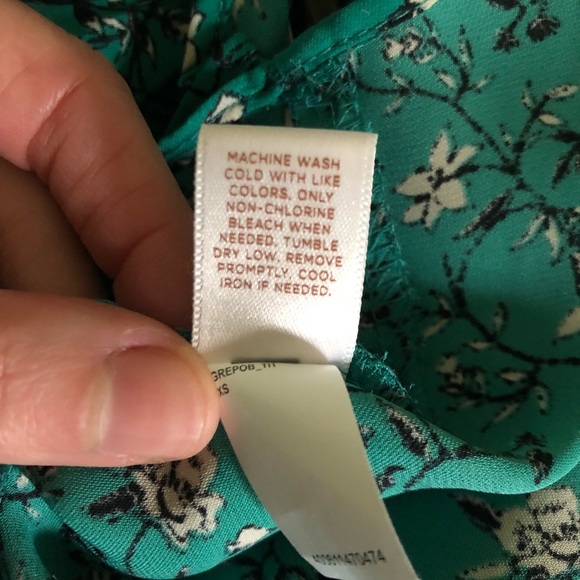 MACHINE WASH
COLD WITH LIKE
COLORS, ONLY
NON-CHLORINE
BLEACH WHEN
NEEDED, TUMBLE
DRY LOW, REMOVE
PROMPTLY, COOL
IRON IF NEEDED.
400811470474